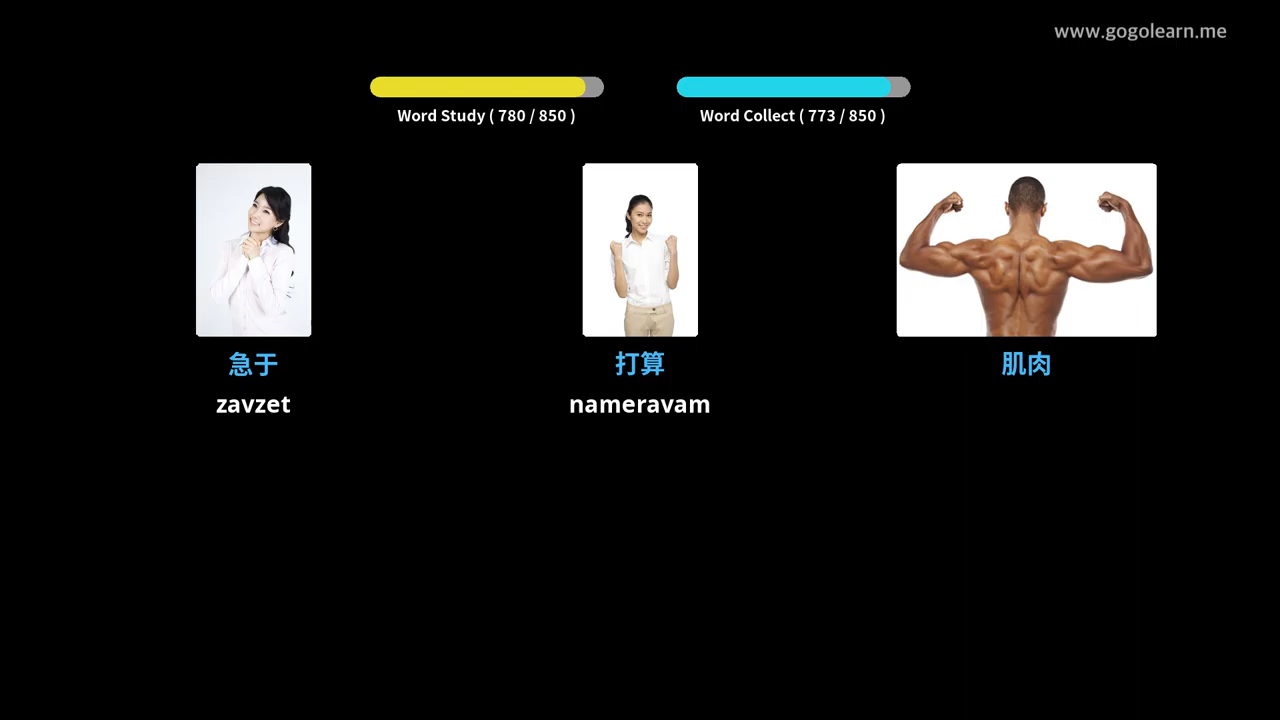 www.gogolearn.me
Word Study ( 780 / 850 )
Word Collect ( 773 / 850 )
急于
打算
肌肉
zavzet
nameravam